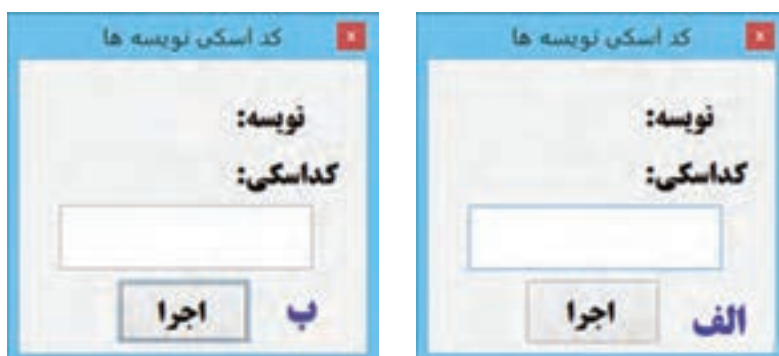 کد اسکی نویسه ها
نویسه:
کداسکی:
اجرا
الف
کد اسکی نویسه ها
نویسه:
کداسکی:
اجرا
ب